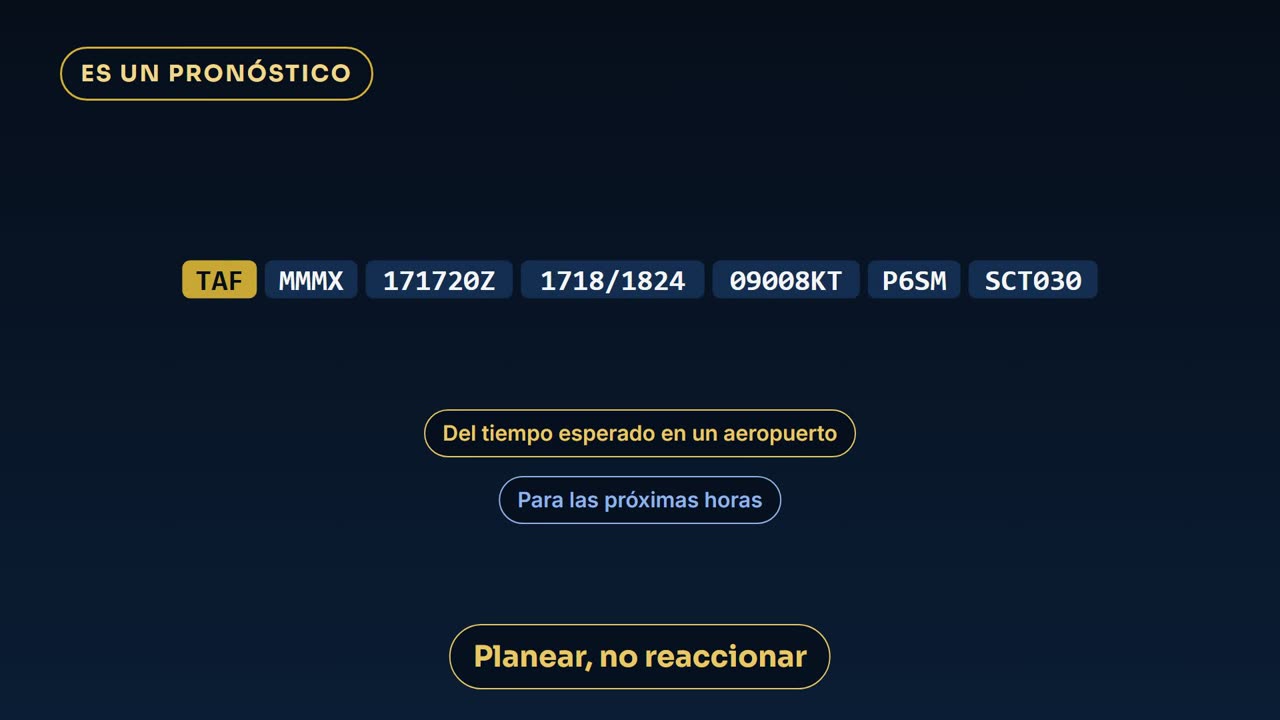 ES UN PRONÓSTICO
TAF MMMX 171720Z 1718/1824 09008KT P6SM SCT030
Del tiempo esperado en un aeropuerto
Para las próximas horas
Planear, no reaccionar